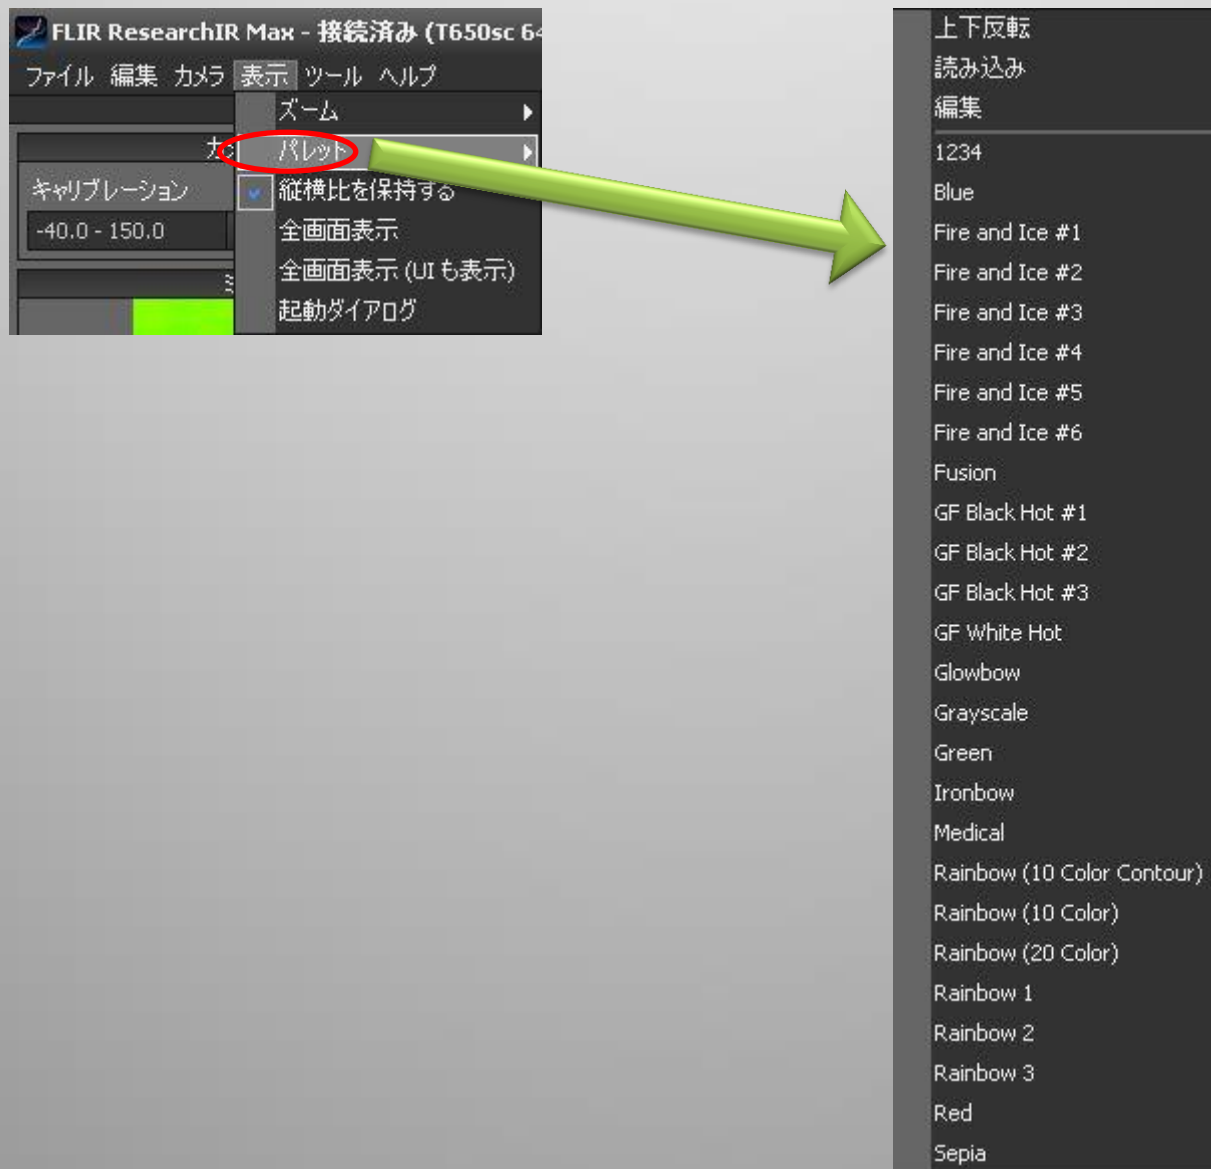 FLIR ResearchIR Max - 接続済み (T650sc 64
ファイル 編集 カメラ 表示 ツール ヘルプ
ズーム
パレット
キャリブレーション
縦横比を保持する
-40.0 - 150.0
全画面表示
全画面表示 (UI も表示)
起動ダイアログ
上下反転
読み込み
編集
1234
Blue
Fire and Ice #1
Fire and Ice #2
Fire and Ice #3
Fire and Ice #4
Fire and Ice #5
Fire and Ice #6
Fusion
GF Black Hot #1
GF Black Hot #2
GF Black Hot #3
GF White Hot
Glowbow
Grayscale
Green
Ironbow
Medical
Rainbow (10 Color Contour)
Rainbow (10 Color)
Rainbow (20 Color)
Rainbow 1
Rainbow 2
Rainbow 3
Red
Sepia